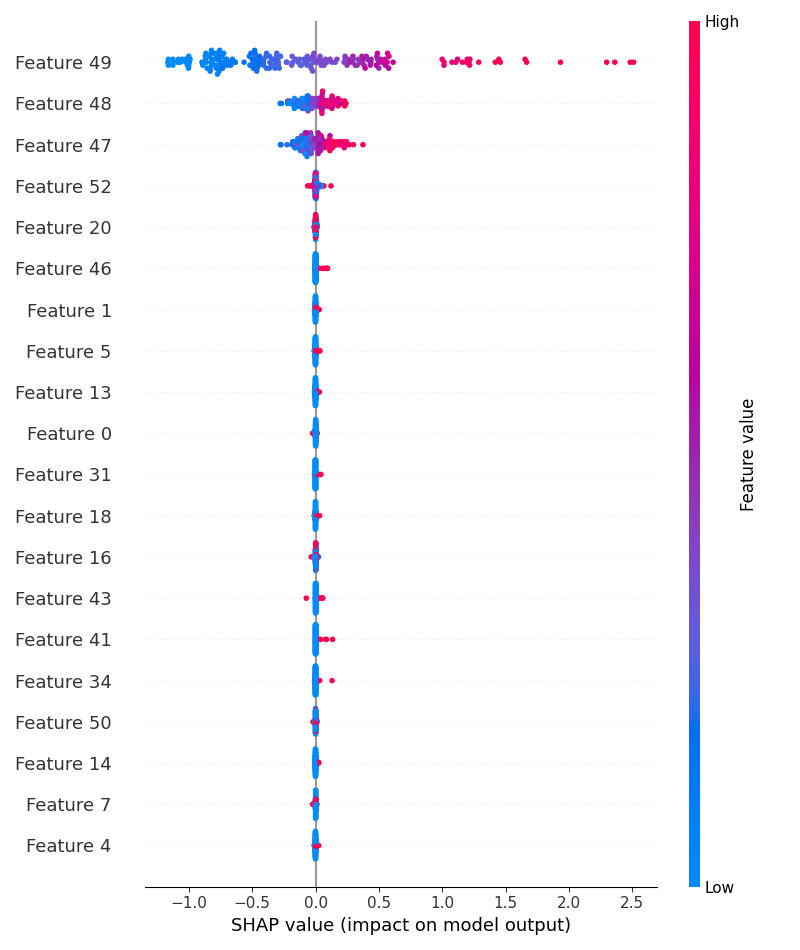 High
Feature 49
Feature 48
Feature 47
Feature 52
Feature 20
Feature 46
Feature 1
Feature 5
Feature 13
Feature 0
Feature 31
Feature 18
Feature 16
Feature 43
Feature 41
Feature 34
Feature 50
Feature 14
Feature 7
Feature 4
Feature value
Low
−1.0 −0.5 0.0 0.5 1.0 1.5 2.0 2.5
SHAP value (impact on model output)